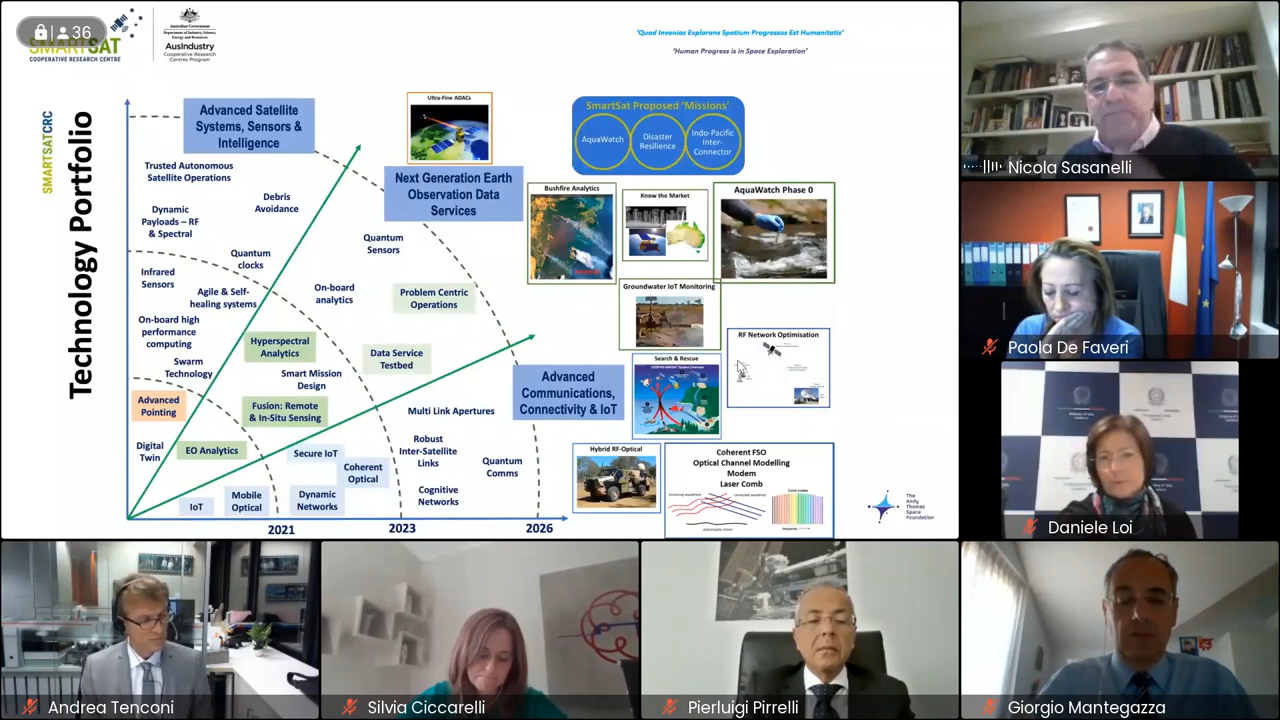 36
SMARTSAT
COOPERATIVE RESEARCH CENTRE
Australian Government
Department of Industry, Science,
Energy and Resources
AusIndustry
Cooperative Research
Centres Program
'Quod Invenias Explorans Spatium Progressus Est Humanitatis'
'Human Progress is in Space Exploration'
SMARTSATCRC
Technology Portfolio
Advanced Satellite
Systems, Sensors &
Intelligence
Trusted Autonomous
Satellite Operations
Debris
Avoidance
Dynamic
Payloads – RF
& Spectral
Quantum
clocks
Infrared
Sensors
Agile & Self-
healing systems
On-board high
performance
computing
Swarm
Technology
Advanced
Pointing
Digital
Twin
Ultra-Fine ADACs
Next Generation Earth
Observation Data
Services
Quantum
Sensors
On-board
analytics
Problem Centric
Operations
Hyperspectral
Analytics
Data Service
Testbed
Smart Mission
Design
Fusion: Remote
& In-Situ Sensing
EO Analytics
Advanced
Communications,
Connectivity & IoT
Multi Link Apertures
Robust
Inter-Satellite
Links
Quantum
Comms
Secure IoT
Coherent
Optical
Cognitive
Networks
Dynamic
Networks
Mobile
Optical
IoT
2021
2023
2026
SmartSat Proposed 'Missions'
AquaWatch
Disaster
Resilience
Indo-Pacific
Inter-
Connector
Bushfire Analytics
Know the Market
AquaWatch Phase 0
Groundwater IoT Monitoring
RF Network Optimisation
Search & Rescue
Hybrid RF-Optical
Coherent FSO
Optical Channel Modelling
Modem
Laser Comb
The
Andy
Thomas
Space
Foundation
Nicola Sasanelli
Paola De Faveri
Daniele Loi
Andrea Tenconi
Silvia Ciccarelli
Pierluigi Pirrelli
Giorgio Mantegazza